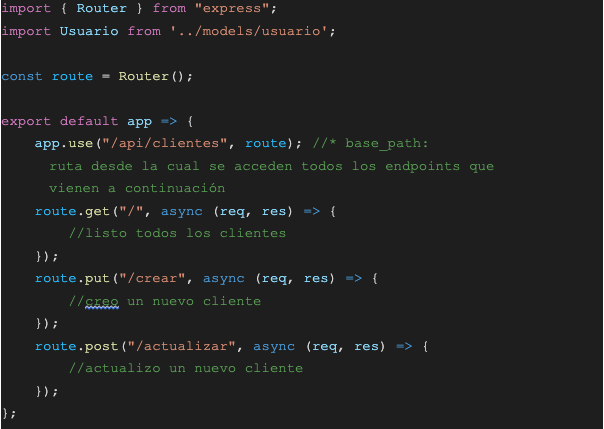 import { Router } from "express";
import Usuario from '../models/usuario';
const route = Router();
export default app => {
app.use("/api/clientes", route); //* base_path:
ruta desde la cual se acceden todos los endpoints que
vienen a continuación
route.get("/", async (req, res) => {
//listo todos los clientes
});
route.put("/crear", async (req, res) => {
//creo un nuevo cliente
});
route.post("/actualizar", async (req, res) => {
//actualizo un nuevo cliente
});
};